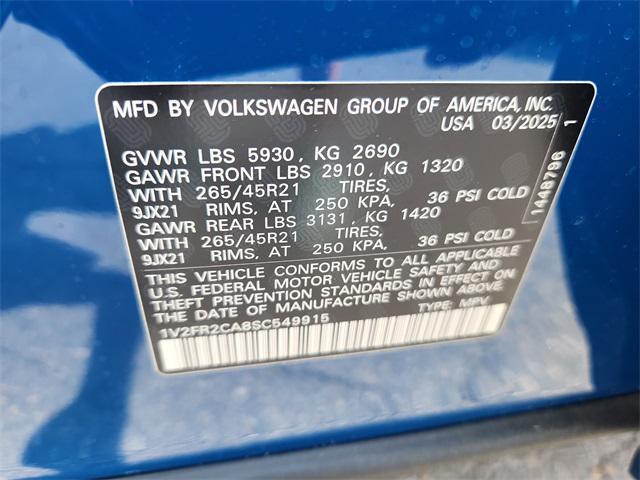 MFD BY VOLKSWAGEN GROUP OF AMERICA, INC.
USA 03/2025
GVWR LBS 5930, KG 2690
GAWR FRONT LBS 2910, KG 1320
WITH 265/45R21 TIRES,
9JX21 RIMS, AT 250 KPA, 36 PSI COLD
GAWR REAR LBS 3131, KG 1420
WITH 265/45R21 TIRES,
9JX21 RIMS, AT 250 KPA, 36 PSI COLD
THIS VEHICLE CONFORMS TO ALL APPLICABLE
U.S. FEDERAL MOTOR VEHICLE SAFETY AND
THEFT PREVENTION STANDARDS IN EFFECT ON
THE DATE OF MANUFACTURE SHOWN ABOVE.
1V2FR2CA8SC549915 TYPE: MPV
1448796 1